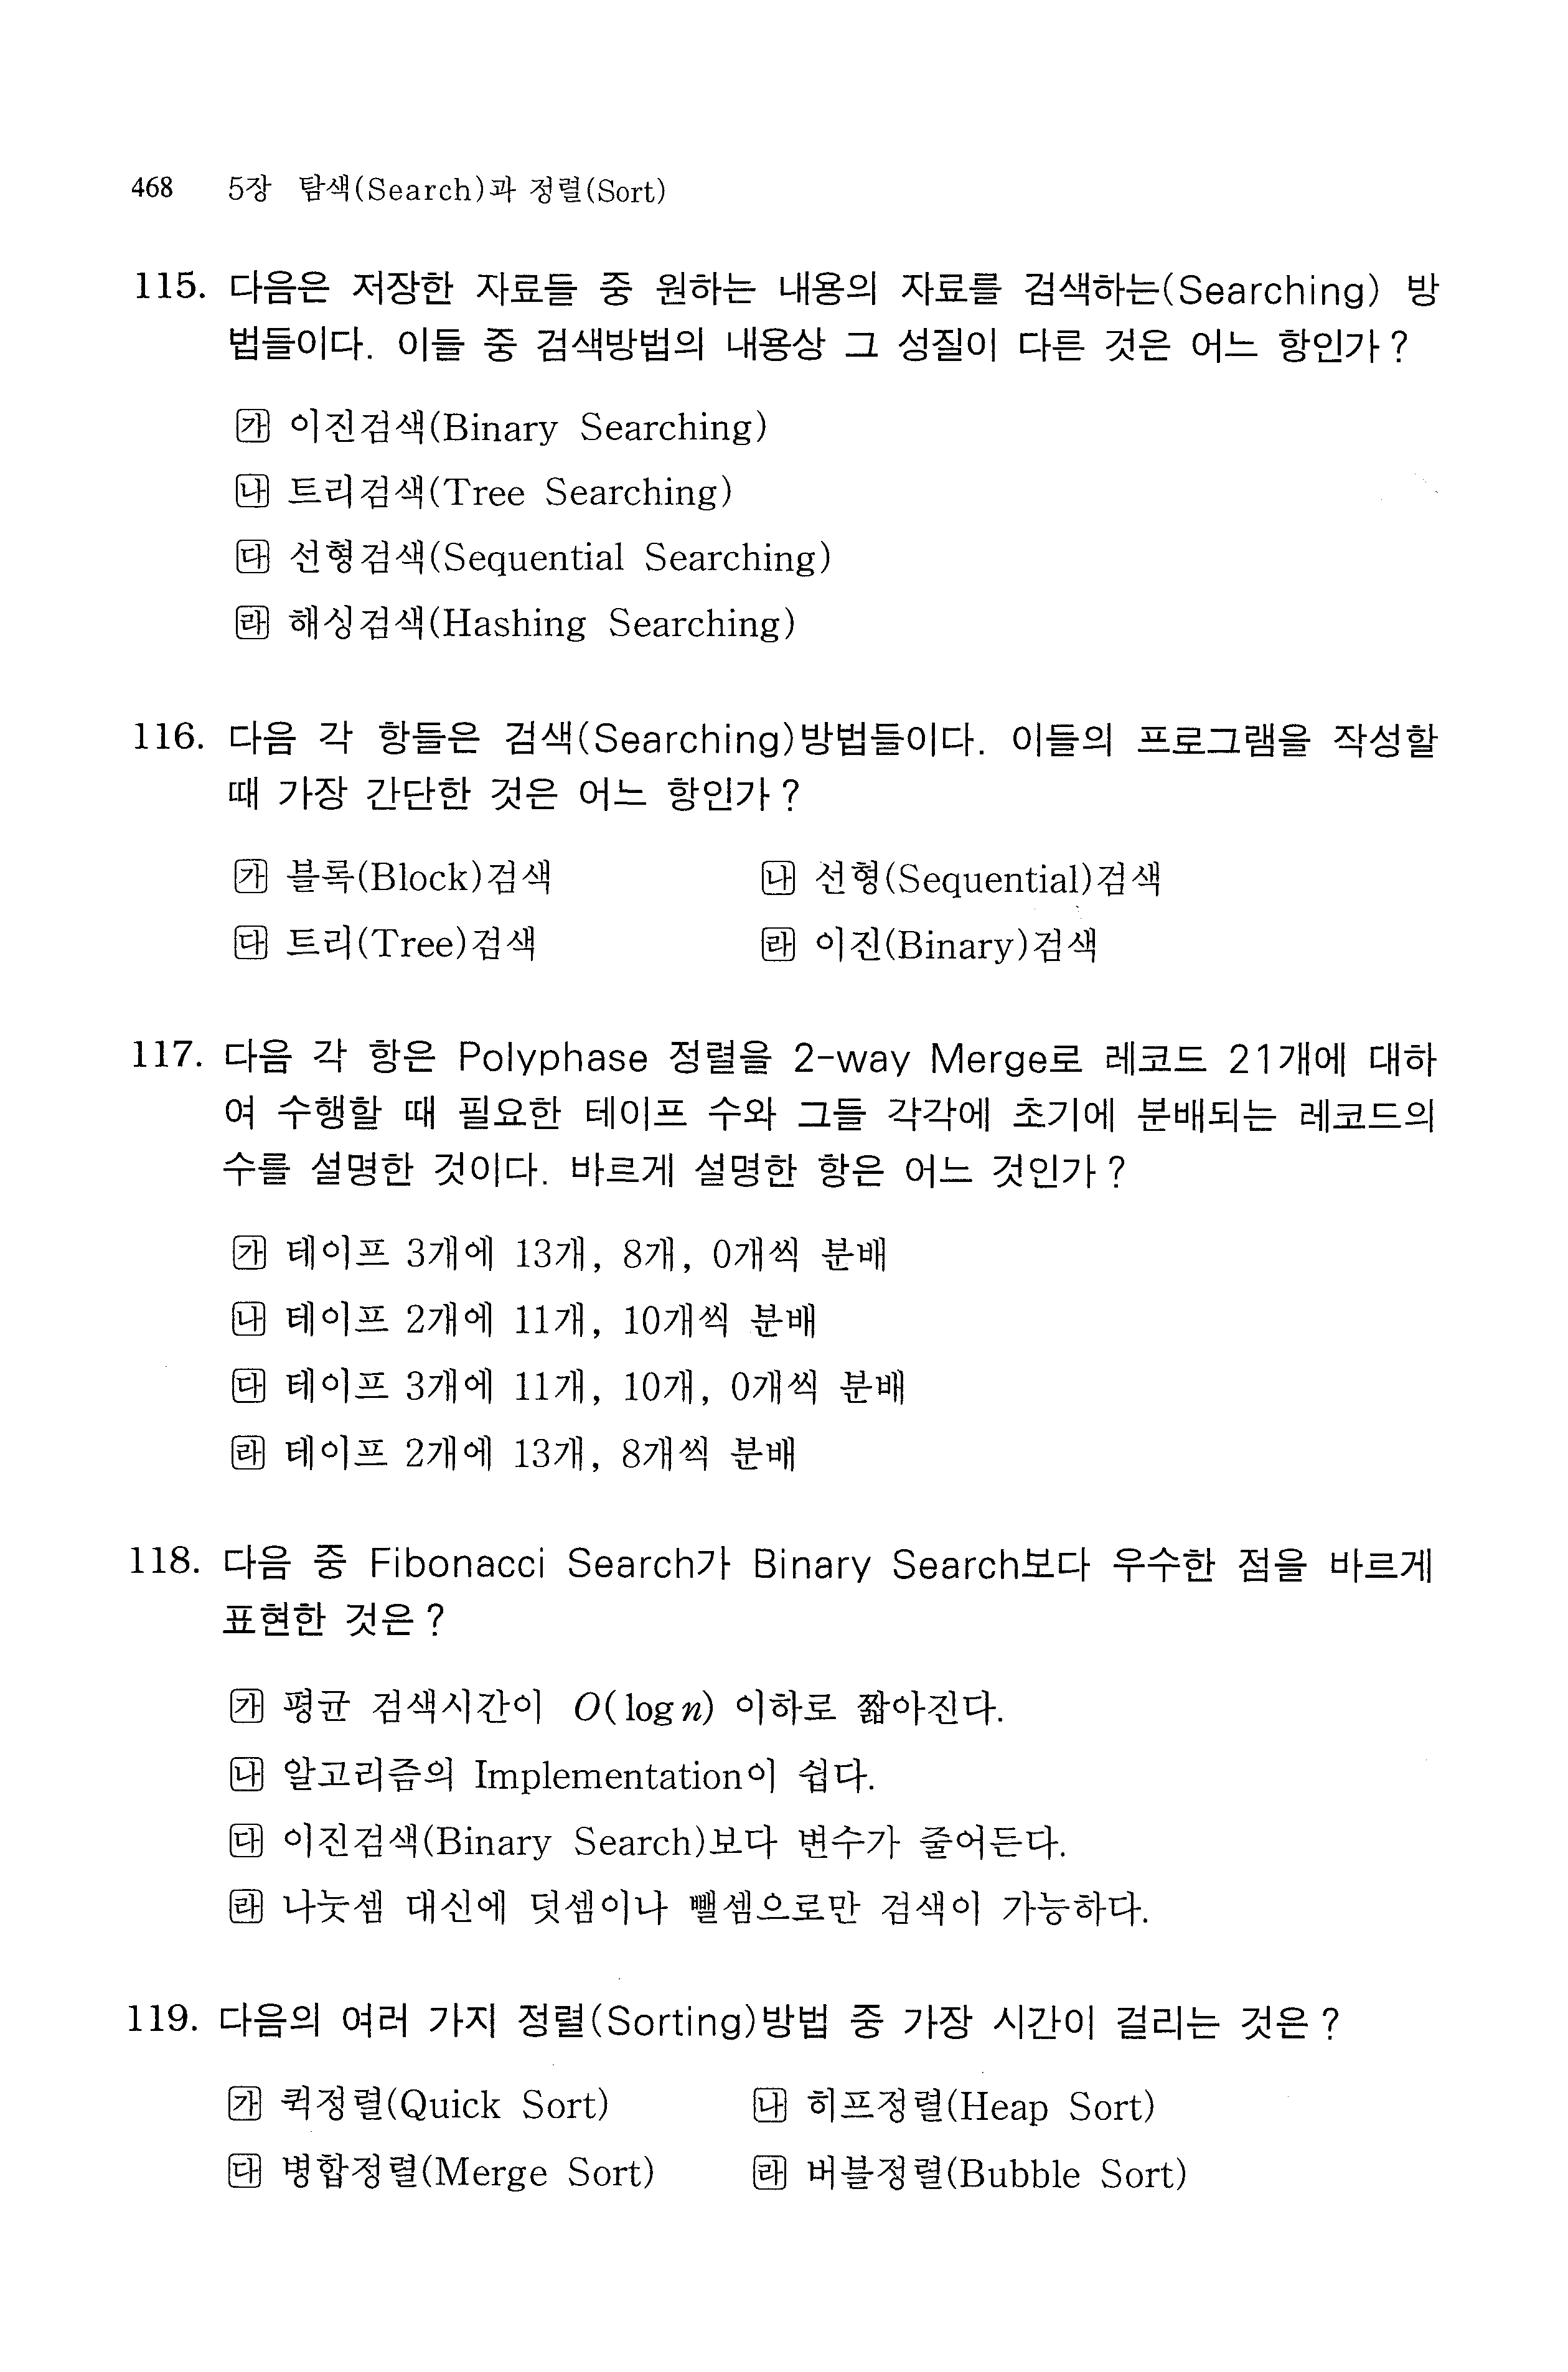 468 5장 탐색(Search)과 정렬(Sort)
115. 다음은 저장한 자료들 중 원하는 내용의 자료를 검색하는(Searching) 방
법들이다. 이들 중 검색방법의 내용상 그 성질이 다른 것은 어느 항인가?
㉮ 이진검색(Binary Searching)
㉯ 트리검색(Tree Searching)
㉰ 선형검색(Sequential Searching)
㉱ 해싱검색(Hashing Searching)
116. 다음 각 항들은 검색(Searching)방법들이다. 이들의 프로그램을 작성할
때 가장 간단한 것은 어느 항인가?
㉮ 블록(Block)검색 ㉯ 선형(Sequential)검색
㉰ 트리(Tree)검색 ㉱ 이진(Binary)검색
117. 다음 각 항은 Polyphase 정렬을 2-way Merge로 레코드 21개에 대하
여 수행할 때 필요한 테이프 수와 그들 각각에 초기에 분배되는 레코드의
수를 설명한 것이다. 바르게 설명한 항은 어느 것인가?
㉮ 테이프 3개에 13개, 8개, 0개씩 분배
㉯ 테이프 2개에 11개, 10개씩 분배
㉰ 테이프 3개에 11개, 10개, 0개씩 분배
㉱ 테이프 2개에 13개, 8개씩 분배
118. 다음 중 Fibonacci Search가 Binary Search보다 우수한 점을 바르게
표현한 것은?
㉮ 평균 검색시간이 O(log n) 이하로 짧아진다.
㉯ 알고리즘의 Implementation이 쉽다.
㉰ 이진검색(Binary Search)보다 변수가 줄어든다.
㉱ 나눗셈 대신에 덧셈이나 뺄셈으로만 검색이 가능하다.
119. 다음의 여러 가지 정렬(Sorting)방법 중 가장 시간이 걸리는 것은?
㉮ 퀵정렬(Quick Sort) ㉯ 히프정렬(Heap Sort)
㉰ 병합정렬(Merge Sort) ㉱ 버블정렬(Bubble Sort)